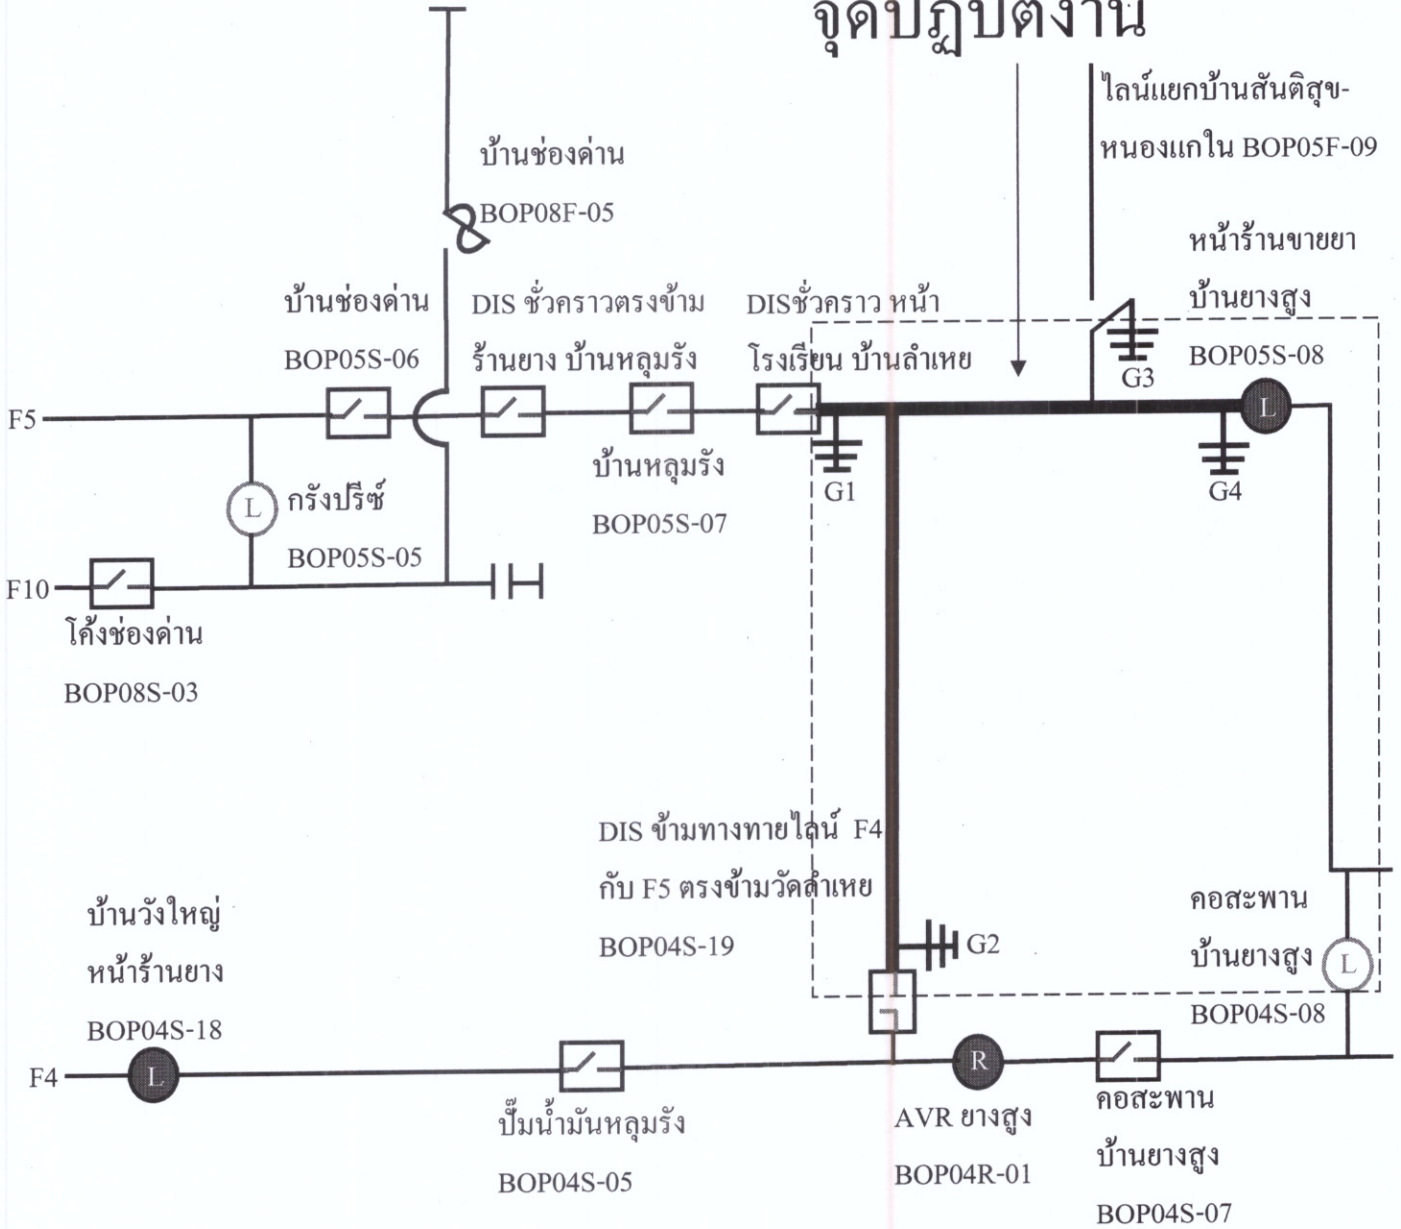 จุดปฏิบัติงาน
ไลน์แยกบ้านสันติสุข-
หนองแกใน BOP05F-09
บ้านช่องด่าน
BOP08F-05
หน้าร้านขายยา
บ้านยางสูง
BOP05S-08
บ้านช่องด่าน
BOP05S-06
DIS ชั่วคราวตรงข้าม
ร้านยาง บ้านหลุมรัง
DISชั่วคราว หน้า
โรงเรียน บ้านลำเหย
G3
F5
L
G1
G4
บ้านหลุมรัง
BOP05S-07
L
กรังปรีซ์
BOP05S-05
F10
โค้งช่องด่าน
BOP08S-03
DIS ข้ามทางทายไลน์ F4
กับ F5 ตรงข้ามวัดลำเหย
BOP04S-19
G2
คอสะพาน
บ้านยางสูง
BOP04S-08
L
บ้านวังใหญ่
หน้าร้านยาง
BOP04S-18
F4
L
R
ปั๊มน้ำมันหลุมรัง
BOP04S-05
AVR ยางสูง
BOP04R-01
คอสะพาน
บ้านยางสูง
BOP04S-07